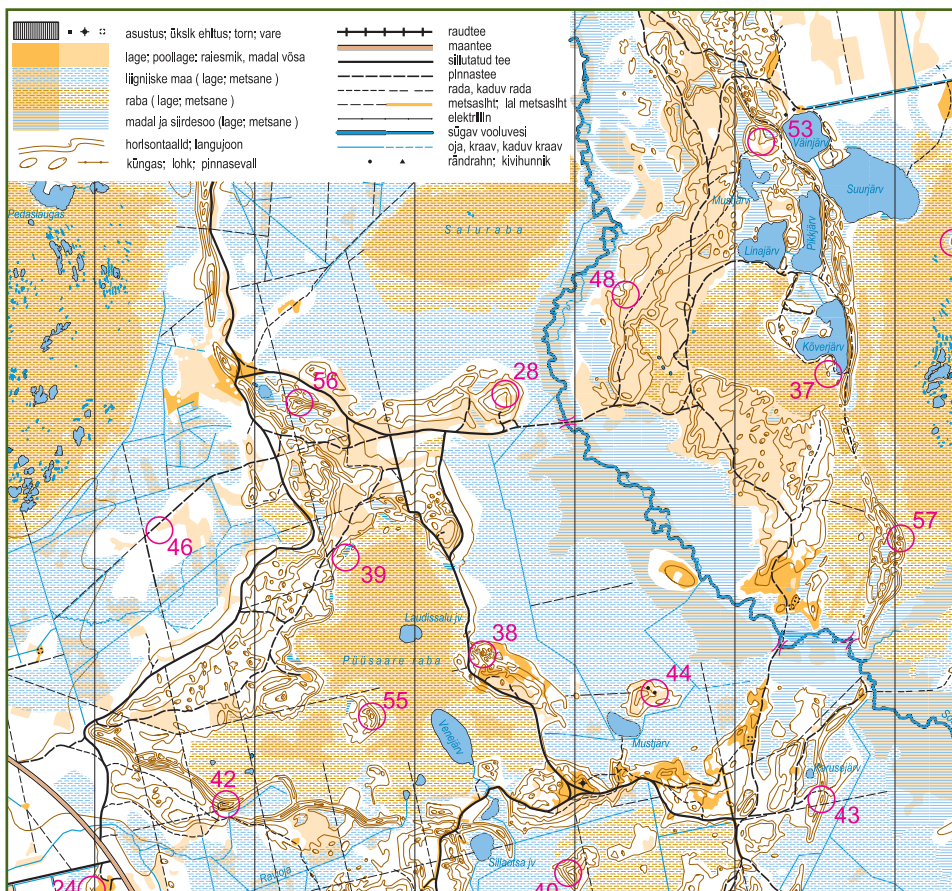 asustus; üksik ehitus; torn; vare
lage; poollage; raiesmik, madal võsa
liigniiske maa ( lage; metsane )
raba ( lage; metsane )
madal ja siirdesoo (lage; metsane )
horisontaalid; langujoon
küngas; lohk; pinnasevall
raudtee
maantee
sillutatud tee
pinnastee
rada, kaduv rada
metsasiht; lai metsasiht
elektriliin
sügav vooluvesi
oja, kraav, kaduv kraav
rändrahn; kivihunnik
53
Väinjärv
Suurjärv
Mustjärv
Pikkjärv
Linajärv
Pedaslaugas
Saluraba
48
Kõverjärv
37
28
56
57
46
39
Laudissalu jv
38
Püüsaare raba
44
55
Venejärv
Mustjärv
Karusejärv
42
43
Sillaotsa jv
Ravioja
24
49